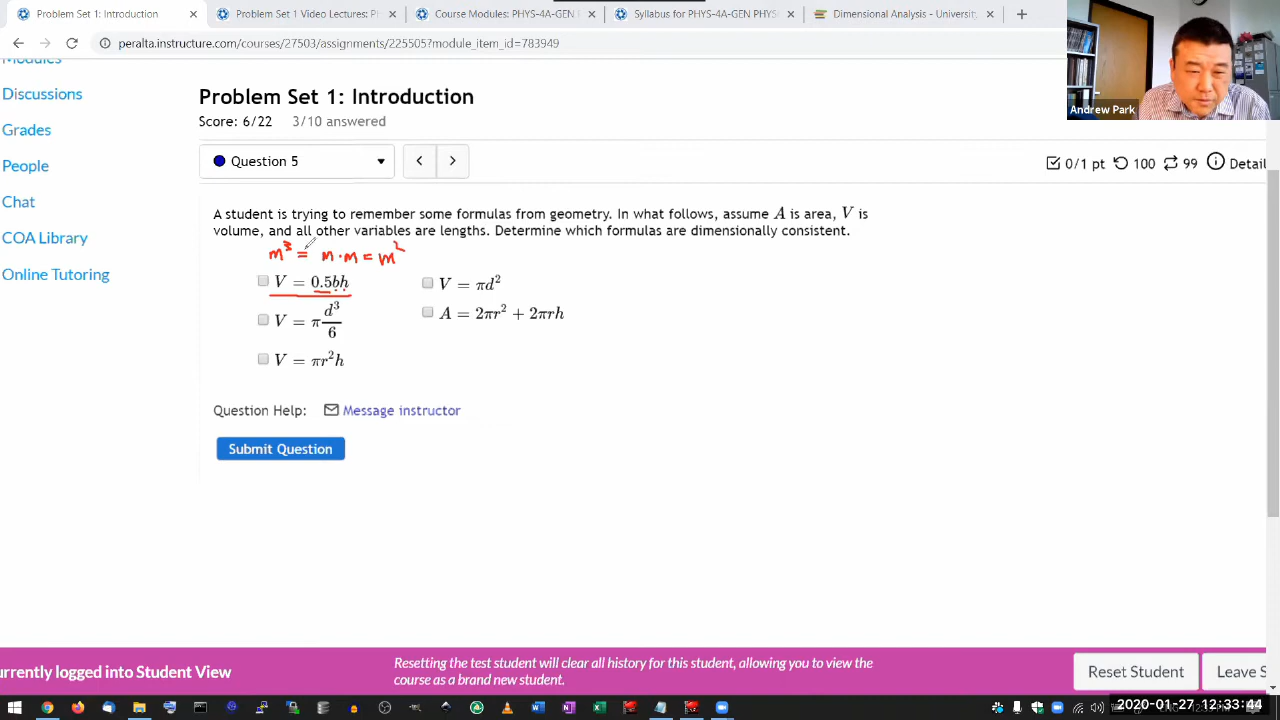 Problem Set 1: Introduction
Problem Set 1 Video Lectures: P
Course Modules: PHYS-4A-GEN
Syllabus for PHYS-4A-GEN PHYS
Dimensional Analysis - Universit
peralta.instructure.com/courses/27503/assignments/225505?module_item_id=783949
Andrew Park
Modules
Discussions
Grades
People
Chat
COA Library
Online Tutoring
Problem Set 1: Introduction
Score: 6/22 3/10 answered
Question 5
0/1 pt 100 99 Detail
A student is trying to remember some formulas from geometry. In what follows, assume A is area, V is
volume, and all other variables are lengths. Determine which formulas are dimensionally consistent.
m³ = m · m = m²
V = 0.5bh
V = πd²
V = π d³/6
A = 2πr² + 2πrh
V = πr²h
Question Help: Message instructor
Submit Question
urrently logged into Student View
Resetting the test student will clear all history for this student, allowing you to view the
course as a brand new student.
Reset Student
Leave S
2020-01-27 12:33:44